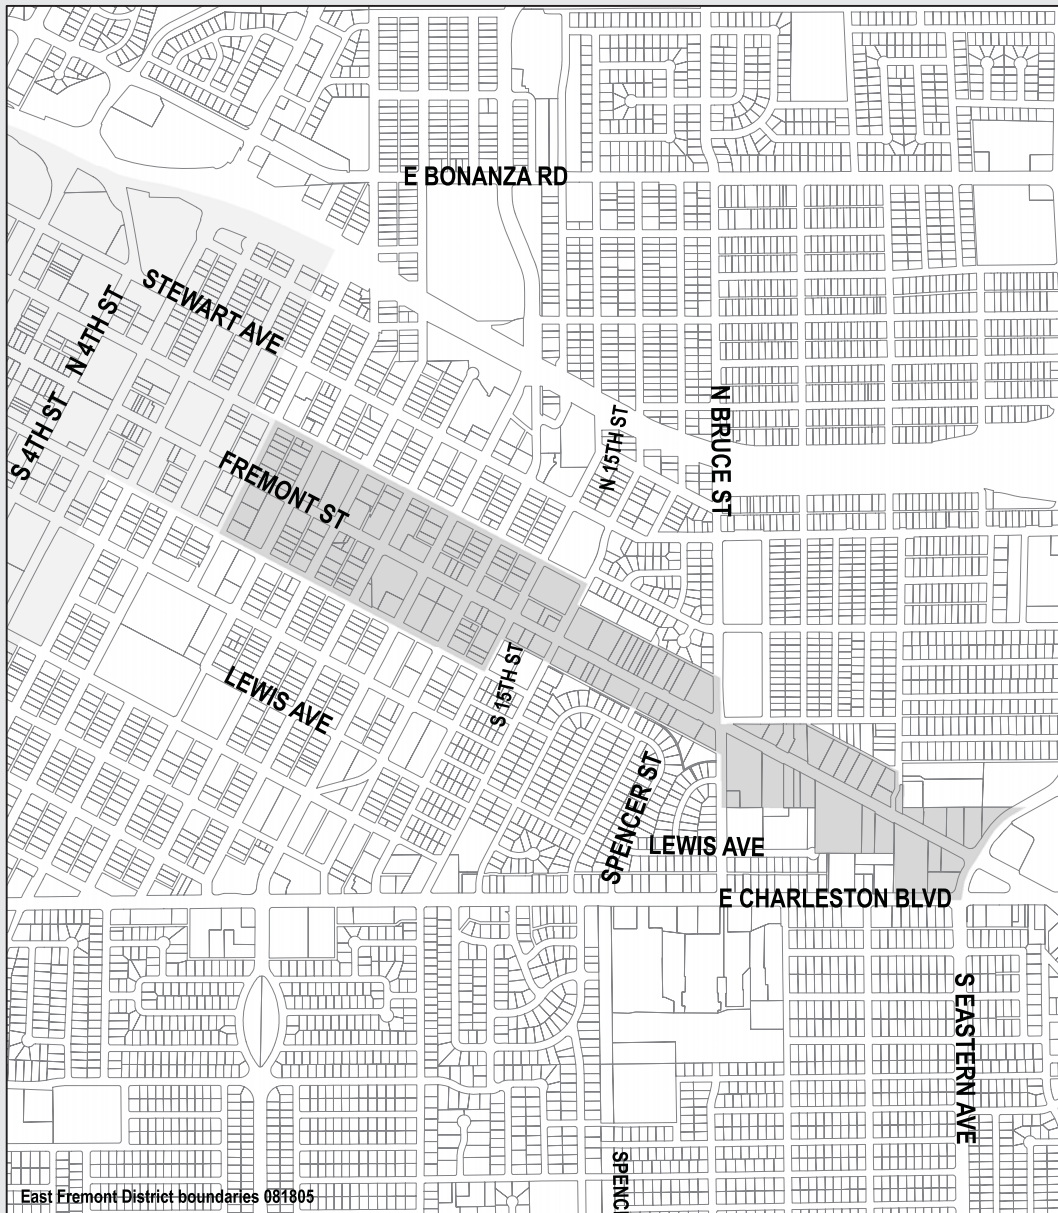 E BONANZA RD
STEWART AVE
N 4TH ST
S 4TH ST
N 15TH ST
N BRUCE ST
FREMONT ST
S 15TH ST
LEWIS AVE
SPENCER ST
LEWIS AVE
E CHARLESTON BLVD
S EASTERN AVE
SPENC
East Fremont District boundaries 081805